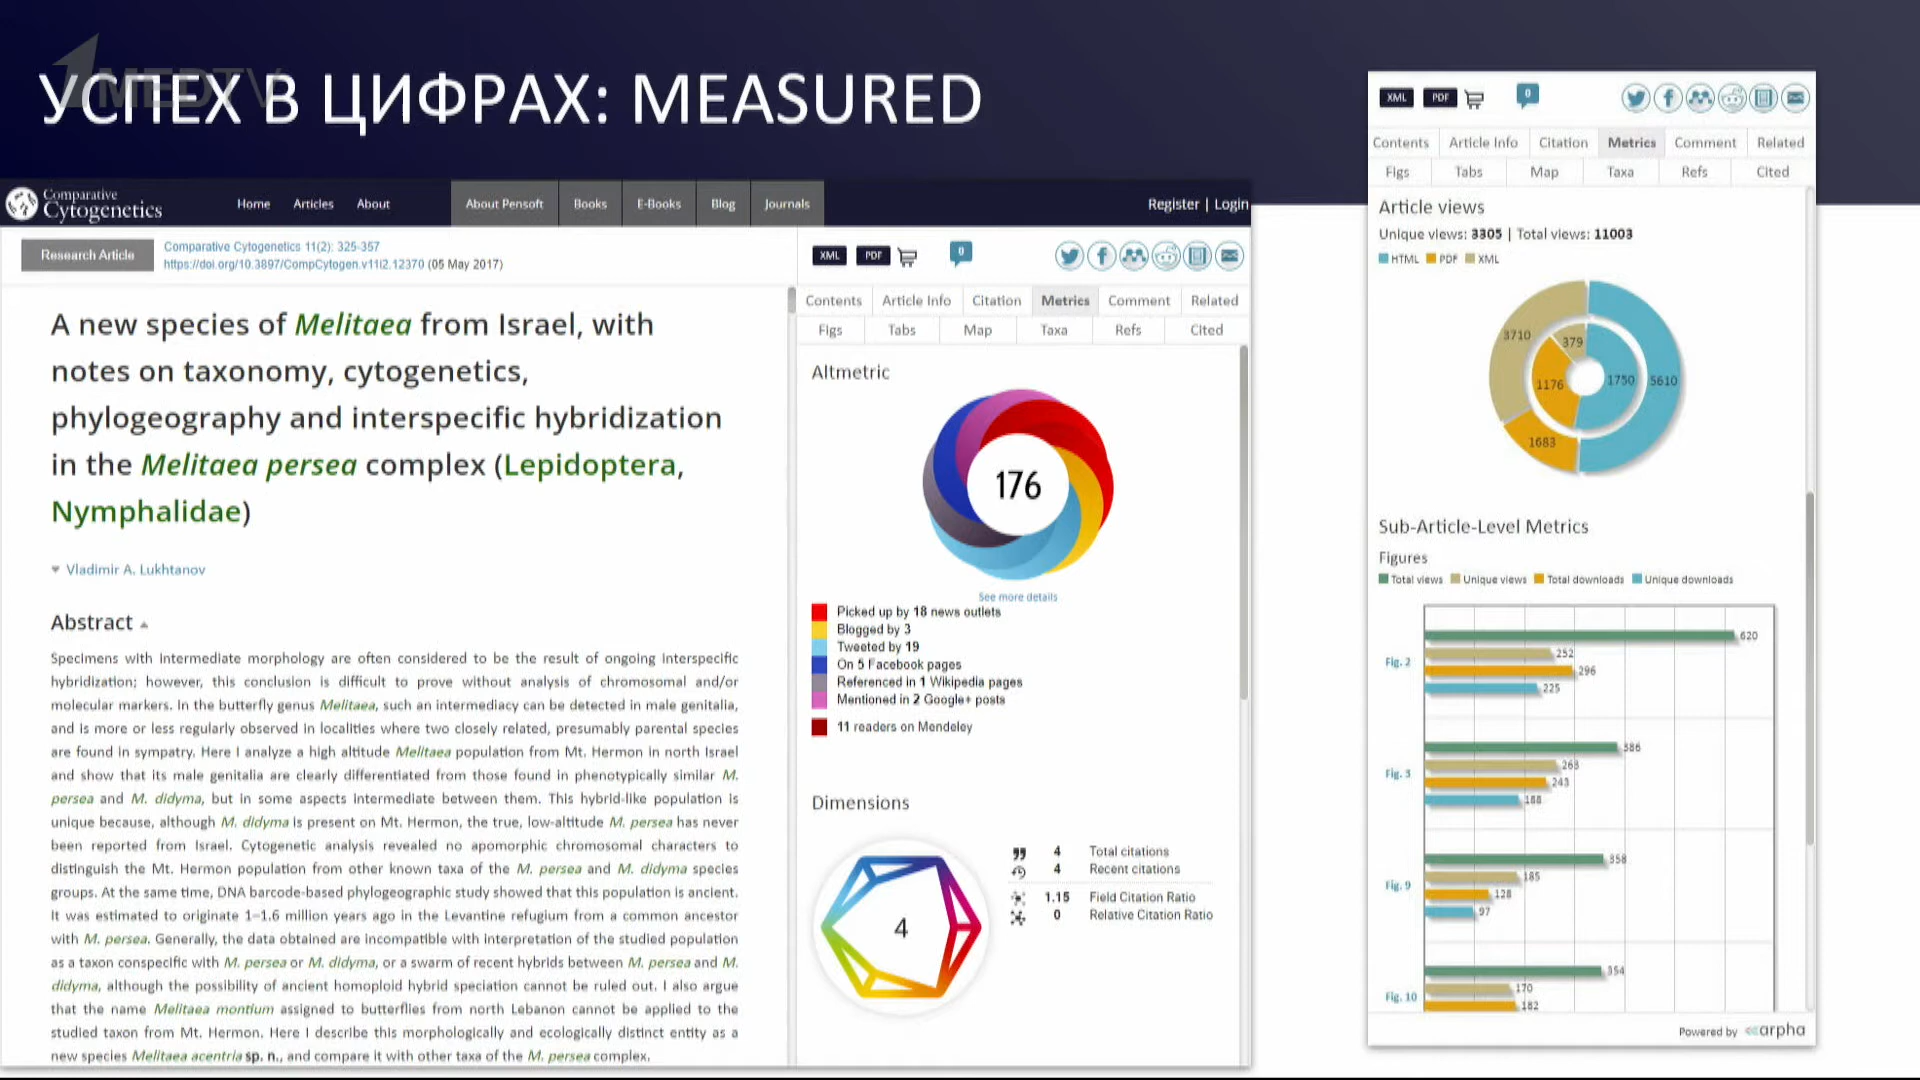 1MEDTV
УСПЕХ В ЦИФРАХ: MEASURED
Comparative
Cytogenetics
Home Articles About About Pensoft Books E-Books Blog Journals Register | Login
Research Article
Comparative Cytogenetics 11(2): 325-357
https://doi.org/10.3897/CompCytogen.v11i2.12370 (05 May 2017)
A new species of Melitaea from Israel, with
notes on taxonomy, cytogenetics,
phylogeography and interspecific hybridization
in the Melitaea persea complex (Lepidoptera,
Nymphalidae)
Vladimir A. Lukhtanov
Abstract
Specimens with intermediate morphology are often considered to be the result of ongoing interspecific
hybridization; however, this conclusion is difficult to prove without analysis of chromosomal and/or
molecular markers. In the butterfly genus Melitaea, such an intermediacy can be detected in male genitalia,
and is more or less regularly observed in localities where two closely related, presumably parental species
are found in sympatry. Here I analyze a high altitude Melitaea population from Mt. Hermon in north Israel
and show that its male genitalia are clearly differentiated from those found in phenotypically similar M.
persea and M. didyma, but in some aspects intermediate between them. This hybrid-like population is
unique because, although M. didyma is present on Mt. Hermon, the true, low-altitude M. persea has never
been reported from Israel. Cytogenetic analysis revealed no apomorphic chromosomal characters to
distinguish the Mt. Hermon population from other known taxa of the M. persea and M. didyma species
groups. At the same time, DNA barcode-based phylogeographic study showed that this population is ancient.
It was estimated to originate 1–1.6 million years ago in the Levantine refugium from a common ancestor
with M. persea. Generally, the data obtained are incompatible with interpretation of the studied population
as a taxon conspecific with M. persea or M. didyma, or a swarm of recent hybrids between M. persea and M.
didyma, although the possibility of ancient homoploid hybrid speciation cannot be ruled out. I also argue
that the name Melitaea montium assigned to butterflies from north Lebanon cannot be applied to the
studied taxon from Mt. Hermon. Here I describe this morphologically and ecologically distinct entity as a
new species Melitaea acentria sp. n., and compare it with other taxa of the M. persea complex.
XML PDF 0
Contents Article Info Citation Metrics Comment Related
Figs Tabs Map Taxa Refs Cited
Altmetric
176
See more details
Picked up by 18 news outlets
Blogged by 3
Tweeted by 19
On 5 Facebook pages
Referenced in 1 Wikipedia pages
Mentioned in 2 Google+ posts
11 readers on Mendeley
Dimensions
4
4 Total citations
4 Recent citations
1.15 Field Citation Ratio
0 Relative Citation Ratio
XML PDF 0
Contents Article Info Citation Metrics Comment Related
Figs Tabs Map Taxa Refs Cited
Article views
Unique views: 3305 | Total views: 11003
HTML PDF XML
3710
379
1176 1750 5610
1683
Sub-Article-Level Metrics
Figures
Total views Unique views Total downloads Unique downloads
620
252
Fig. 2
296
225
386
263
Fig. 3
243
188
358
185
Fig. 9
128
97
354
170
Fig. 10
182
Powered by arpha